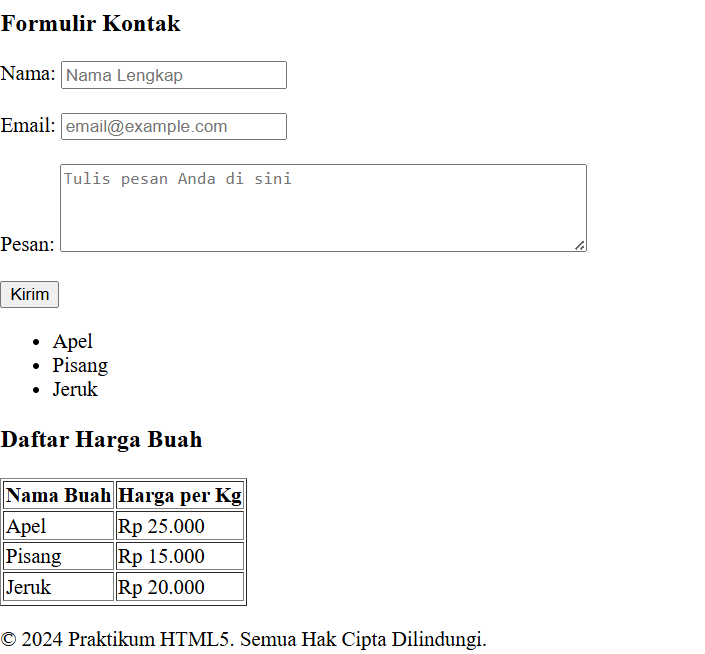 Formulir Kontak
Nama: Nama Lengkap
Email: email@example.com
Tulis pesan Anda di sini
Pesan:
Kirim
Apel
Pisang
Jeruk
Daftar Harga Buah
Nama Buah Harga per Kg
Apel Rp 25.000
Pisang Rp 15.000
Jeruk Rp 20.000
© 2024 Praktikum HTML5. Semua Hak Cipta Dilindungi.